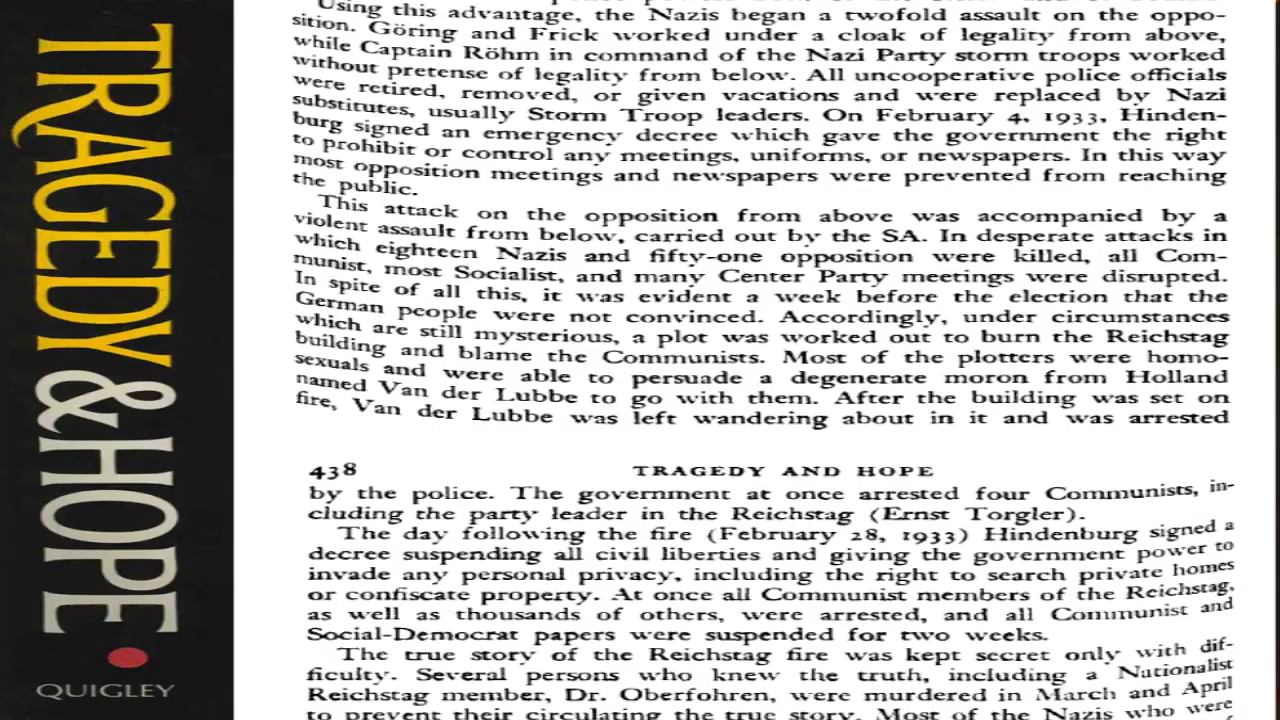 TRAGEDY & HOPE
QUIGLEY
Using this advantage, the Nazis began a twofold assault on the oppo-
sition. Göring and Frick worked under a cloak of legality from above,
while Captain Röhm in command of the Nazi Party storm troops worked
without pretense of legality from below. All uncooperative police officials
were retired, removed, or given vacations and were replaced by Nazi
substitutes, usually Storm Troop leaders. On February 4, 1933, Hinden-
burg signed an emergency decree which gave the government the right
to prohibit or control any meetings, uniforms, or newspapers. In this way
most opposition meetings and newspapers were prevented from reaching
the public.
This attack on the opposition from above was accompanied by a
violent assault from below, carried out by the SA. In desperate attacks in
which eighteen Nazis and fifty-one opposition were killed, all Com-
munist, most Socialist, and many Center Party meetings were disrupted.
In spite of all this, it was evident a week before the election that the
German people were not convinced. Accordingly, under circumstances
which are still mysterious, a plot was worked out to burn the Reichstag
building and blame the Communists. Most of the plotters were homo-
sexuals and were able to persuade a degenerate moron from Holland
named Van der Lubbe to go with them. After the building was set on
fire, Van der Lubbe was left wandering about in it and was arrested
438 TRAGEDY AND HOPE
by the police. The government at once arrested four Communists, in-
cluding the party leader in the Reichstag (Ernst Torgler).
The day following the fire (February 28, 1933) Hindenburg signed a
decree suspending all civil liberties and giving the government power to
invade any personal privacy, including the right to search private homes
or confiscate property. At once all Communist members of the Reichstag,
as well as thousands of others, were arrested, and all Communist and
Social-Democrat papers were suspended for two weeks.
The true story of the Reichstag fire was kept secret only with dif-
ficulty. Several persons who knew the truth, including a Nationalist
Reichstag member, Dr. Oberfohren, were murdered in March and April
to prevent their circulating the true story. Most of the Nazis who were